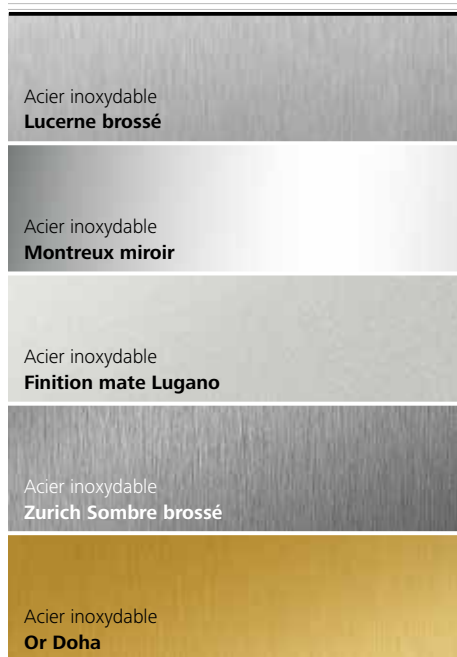 Acier inoxydable
Lucerne brossé
Acier inoxydable
Montreux miroir
Acier inoxydable
Finition mate Lugano
Acier inoxydable
Zurich Sombre brossé
Acier inoxydable
Or Doha